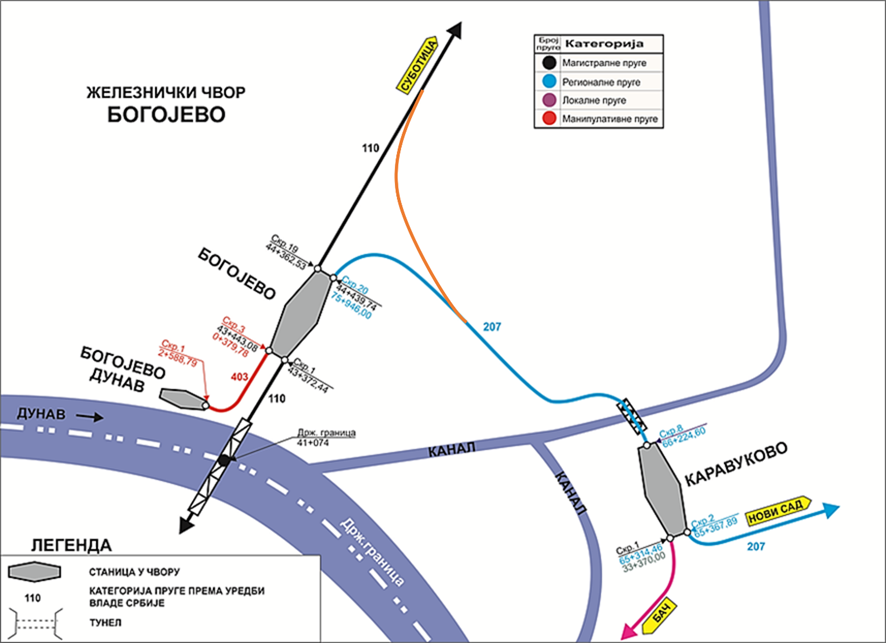 ЖЕЛЕЗНИЧКИ ЧВОР
БОГОЈЕВО
СУБОТИЦА
Број
пруге
Категорија
Магистралне пруге
Регионалне пруге
Локалне пруге
Манипулативне пруге
110
Скр.19
44+362,53
БОГОЈЕВО
Скр.20
44+439,74
75+946,00
207
Скр.3
43+443,08
0+379,78
Скр.1
2+588,79
Скр.1
43+372,44
БОГОЈЕВО
ДУНАВ
403
110
ДУНАВ
Држ. граница
41+074
КАНАЛ
КАНАЛ
Скр.8
66+224,60
КАРАВУКОВО
Скр.2
65+367,89
НОВИ САД
207
Скр.1
65+314,46
33+370,00
БАЧ
Држ.граница
ЛЕГЕНДА
СТАНИЦА У ЧВОРУ
110
КАТЕГОРИЈА ПРУГЕ ПРЕМА УРЕДБИ
ВЛАДЕ СРБИЈЕ
ТУНЕЛ